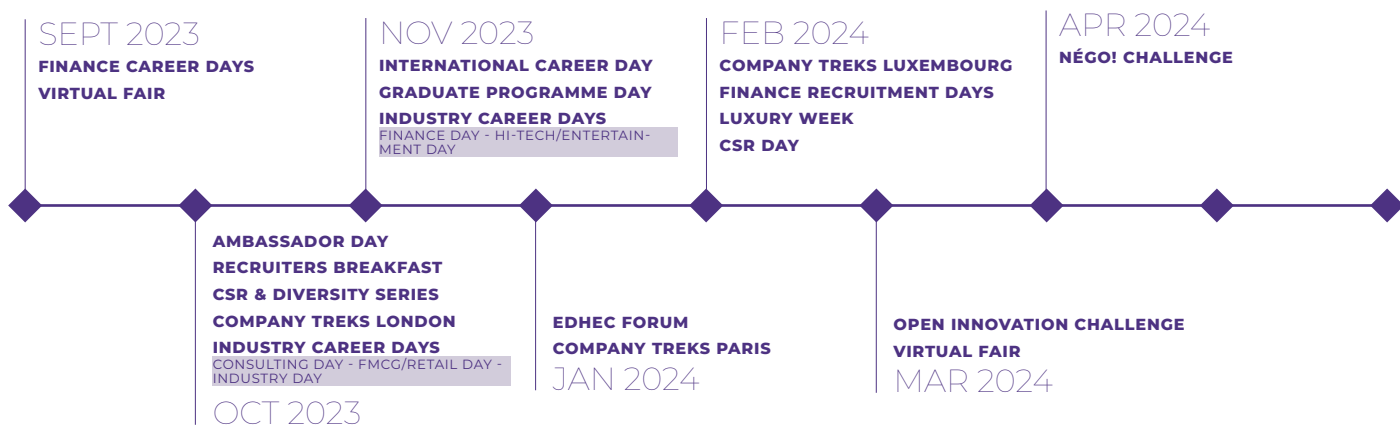 SEPT 2023
FINANCE CAREER DAYS
VIRTUAL FAIR
NOV 2023
INTERNATIONAL CAREER DAY
GRADUATE PROGRAMME DAY
INDUSTRY CAREER DAYS
FINANCE DAY - HI-TECH/ENTERTAIN-
MENT DAY
FEB 2024
COMPANY TREKS LUXEMBOURG
FINANCE RECRUITMENT DAYS
LUXURY WEEK
CSR DAY
APR 2024
NÉGO! CHALLENGE
AMBASSADOR DAY
RECRUITERS BREAKFAST
CSR & DIVERSITY SERIES
COMPANY TREKS LONDON
INDUSTRY CAREER DAYS
CONSULTING DAY - FMCG/RETAIL DAY -
INDUSTRY DAY
OCT 2023
EDHEC FORUM
COMPANY TREKS PARIS
JAN 2024
OPEN INNOVATION CHALLENGE
VIRTUAL FAIR
MAR 2024